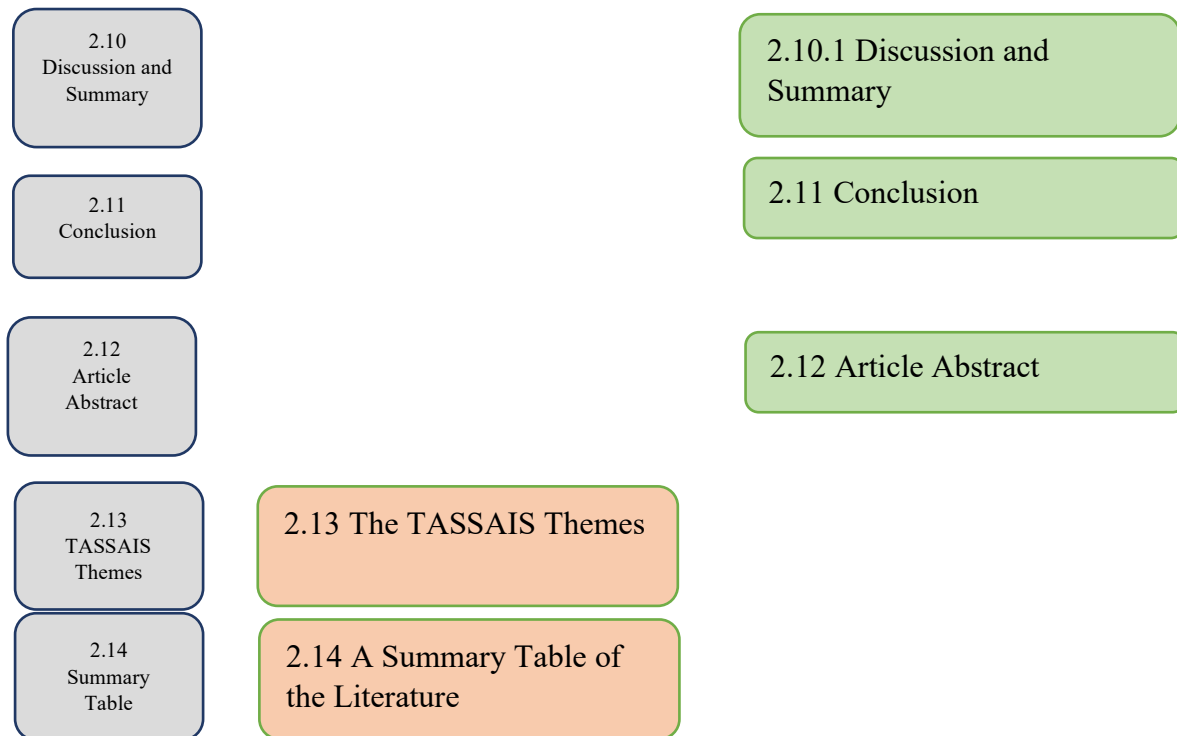 2.10
Discussion and
Summary
2.10.1 Discussion and
Summary
2.11
Conclusion
2.11 Conclusion
2.12
Article
Abstract
2.12 Article Abstract
2.13
TASSAIS
Themes
2.13 The TASSAIS Themes
2.14
Summary
Table
2.14 A Summary Table of
the Literature